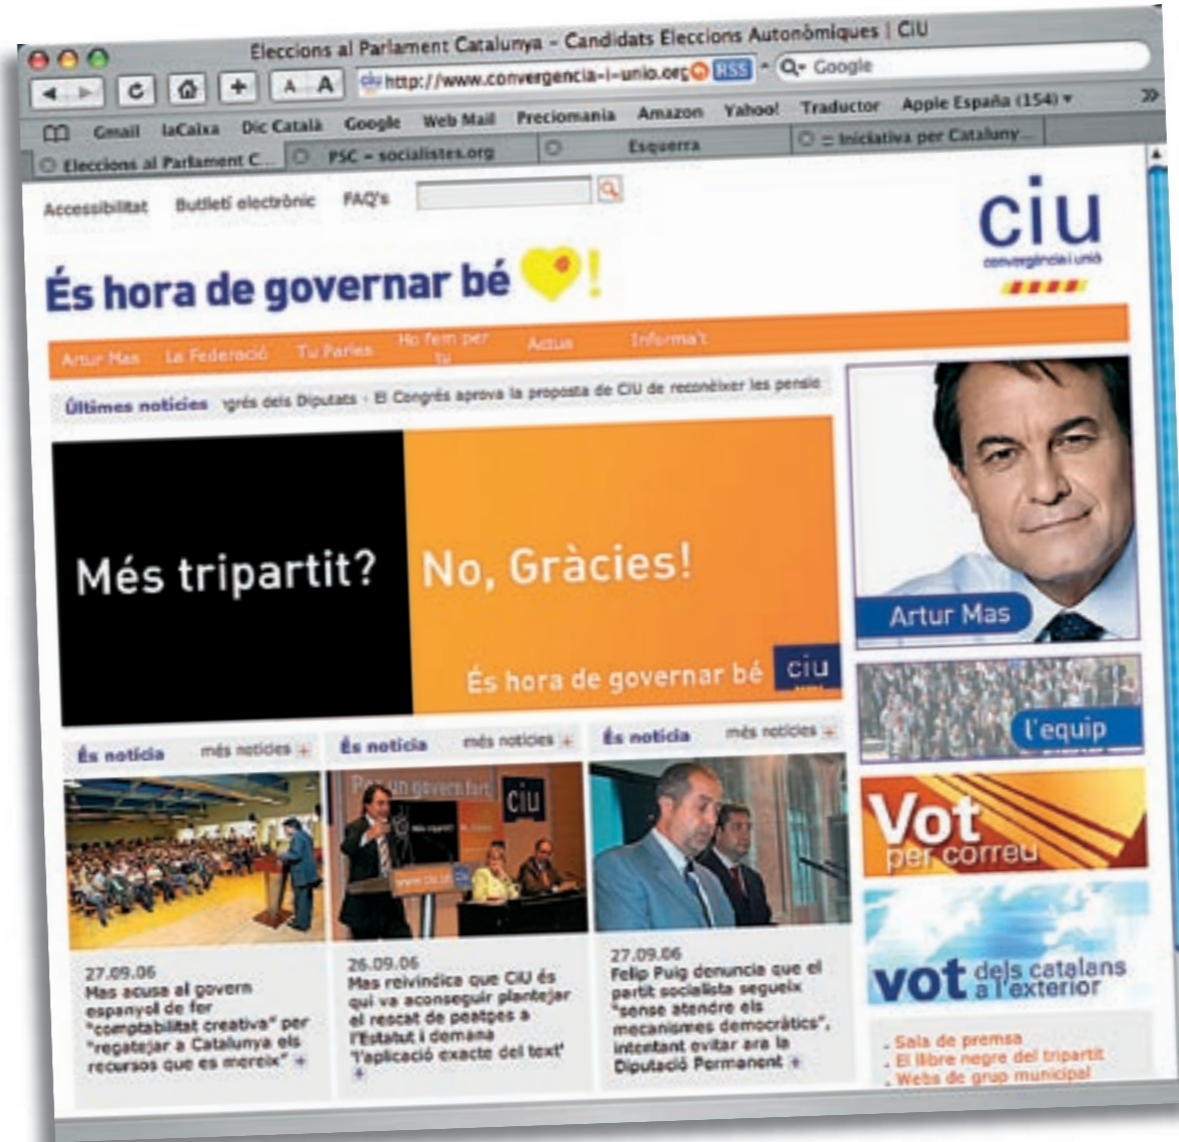 Eleccions al Parlament Catalunya – Candidats Eleccions Autonòmiques | CiU
A A ciu http://www.convergencia-i-unio.org RSS Q- Google
Gmail laCaixa Dic Català Google Web Mail Preciomania Amazon Yahoo! Traductor Apple España (154)
Eleccions al Parlament C... PSC – socialistes.org Esquerra :: Iniciativa per Cataluny...
Accessibilitat Butlletí electrònic FAQ's
ciu
convergència i unió
És hora de governar bé !
Artur Mas La Federació Tu Parles Ho fem per tu Actua Informa't
Últimes notícies grés dels Diputats · El Congrés aprova la proposta de CiU de reconèixer les pensio
Més tripartit? No, Gràcies!
És hora de governar bé ciu
Artur Mas
l'equip
Vot
per correu
vot dels catalans
a l'exterior
. Sala de premsa
. El llibre negre del tripartit
. Webs de grup municipal
És notícia més notícies +
Per un govern fort
ciu
Més tripartit?
27.09.06
Mas acusa al govern
espanyol de fer
"comptabilitat creativa" per
"regatejar a Catalunya els
recursos que es mereix" +
És notícia més notícies +
26.09.06
Mas reivindica que CiU és
qui va aconseguir plantejar
el rescat de peatges a
l'Estatut i demana
'l'aplicació exacte del text'
+
És notícia més notícies +
27.09.06
Felip Puig denuncia que el
partit socialista segueix
"sense atendre els
mecanismes democràtics",
intentant evitar ara la
Diputació Permanent +